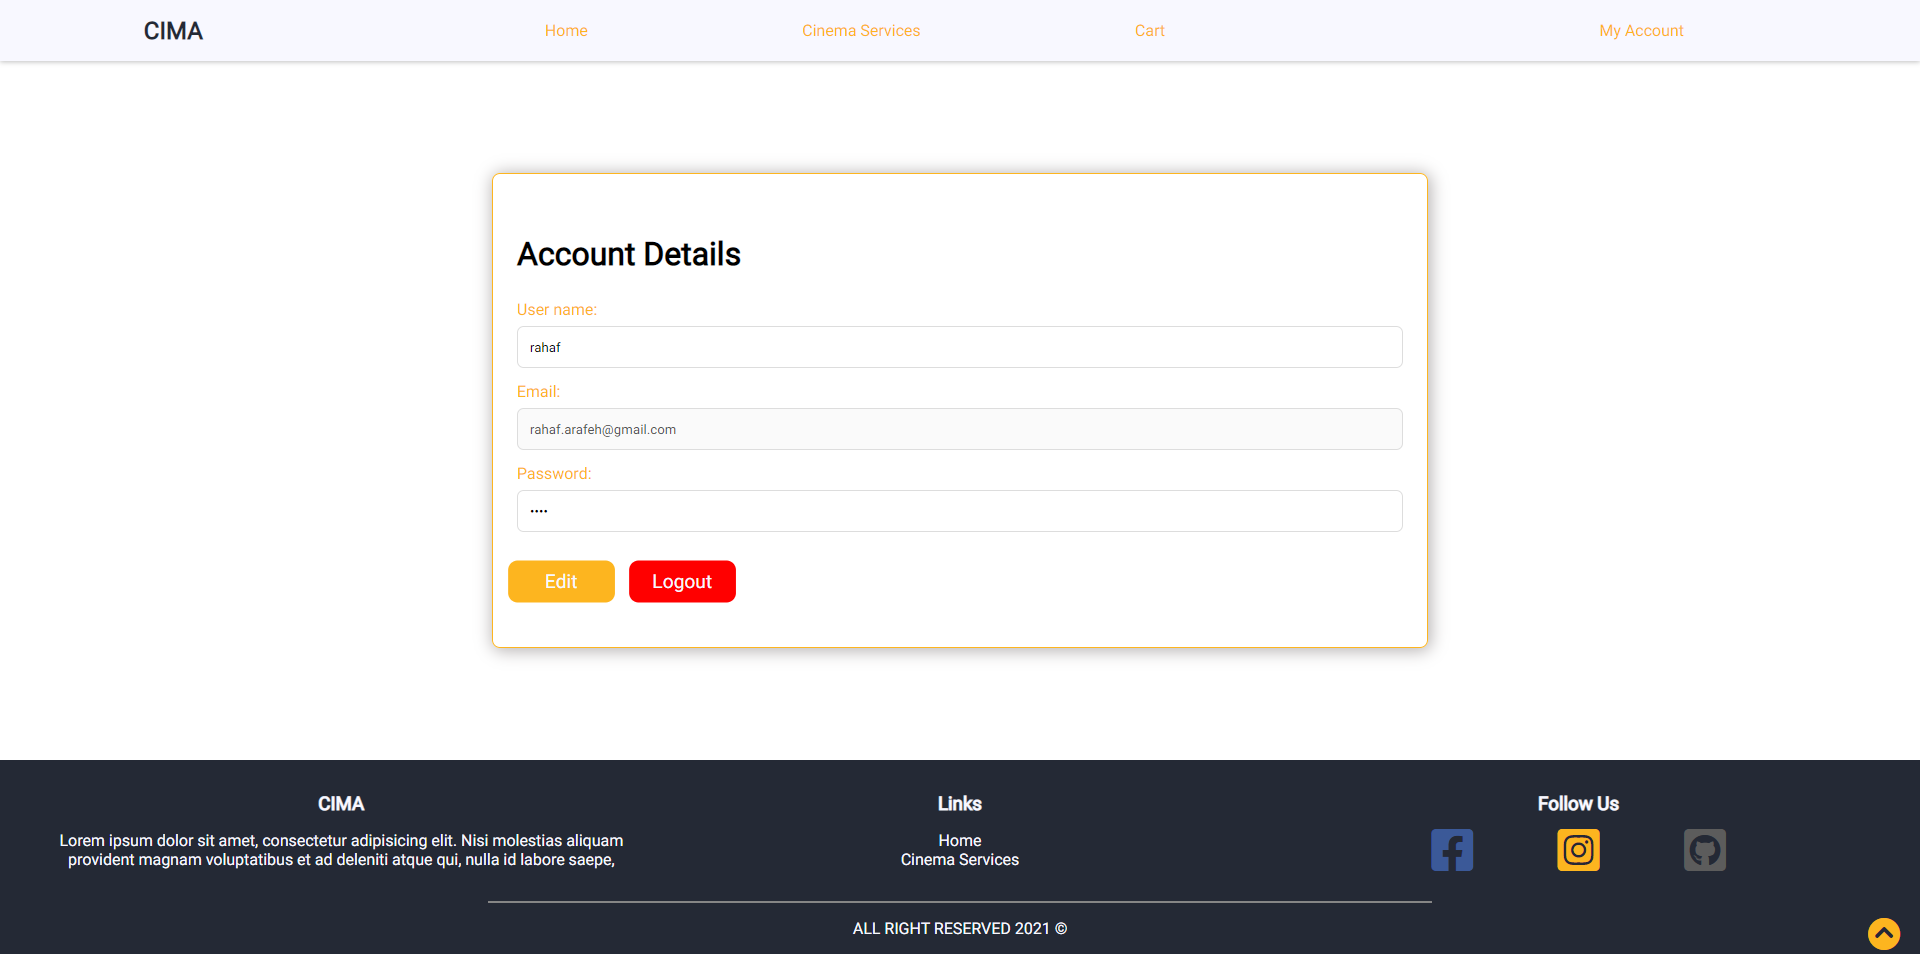 CIMA
Home
Cinema Services
Cart
My Account
Account Details
User name:
rahaf
Email:
rahaf.arafeh@gmail.com
Password:
••••
Edit
Logout
CIMA
Lorem ipsum dolor sit amet, consectetur adipisicing elit. Nisi molestias aliquam
provident magnam voluptatibus et ad deleniti atque qui, nulla id labore saepe,
Links
Home
Cinema Services
Follow Us
ALL RIGHT RESERVED 2021 ©